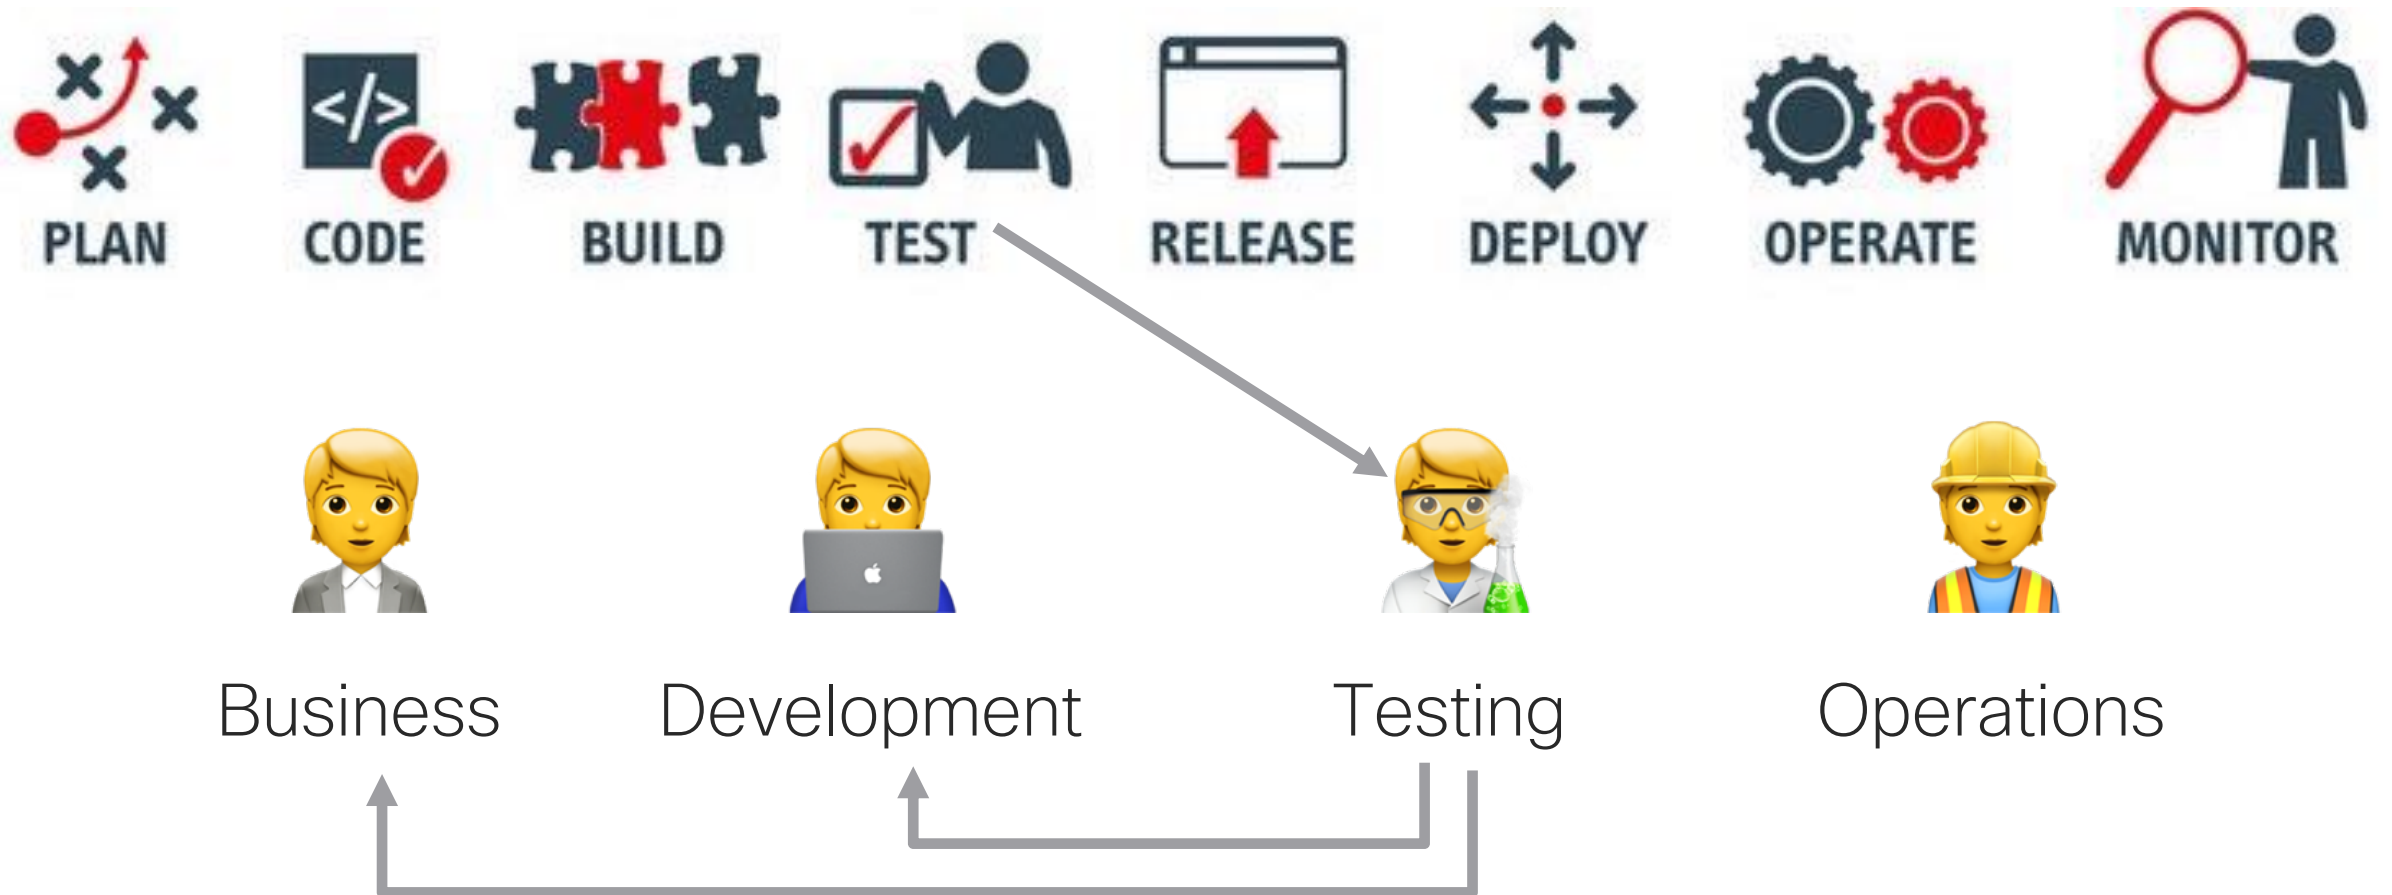 </>
PLAN CODE BUILD TEST RELEASE DEPLOY OPERATE MONITOR
Business Development Testing Operations